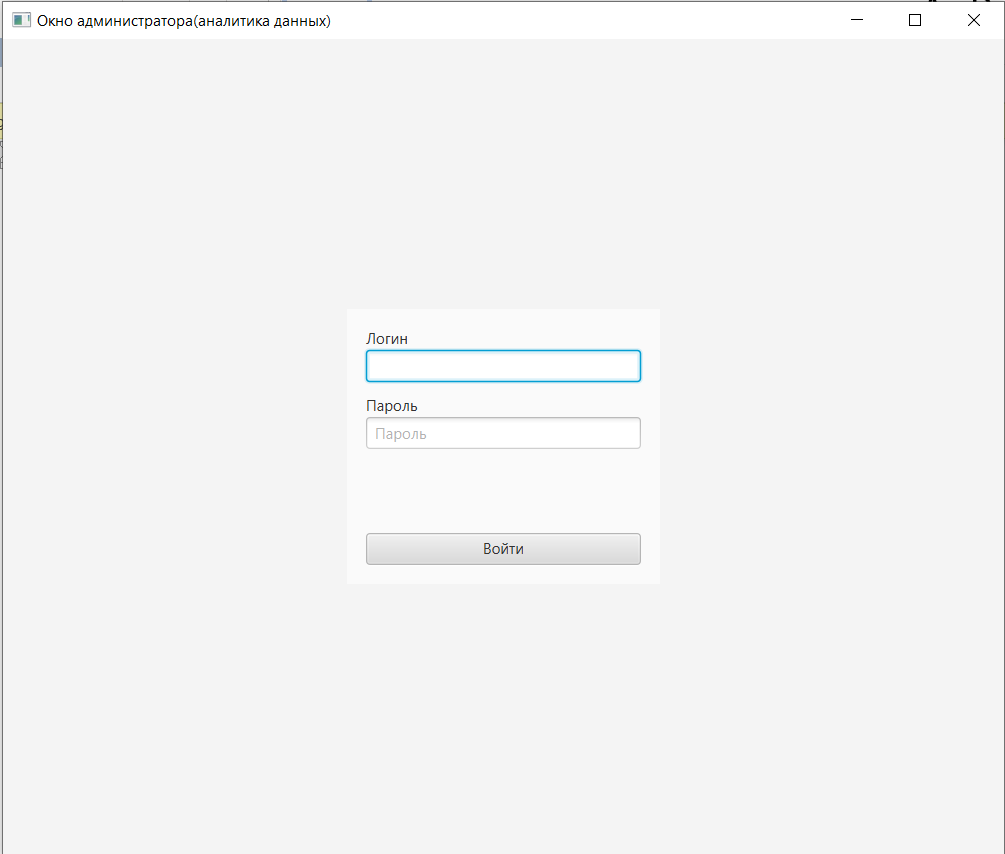 Окно администратора(аналитика данных)
Логин
Пароль
Пароль
Войти